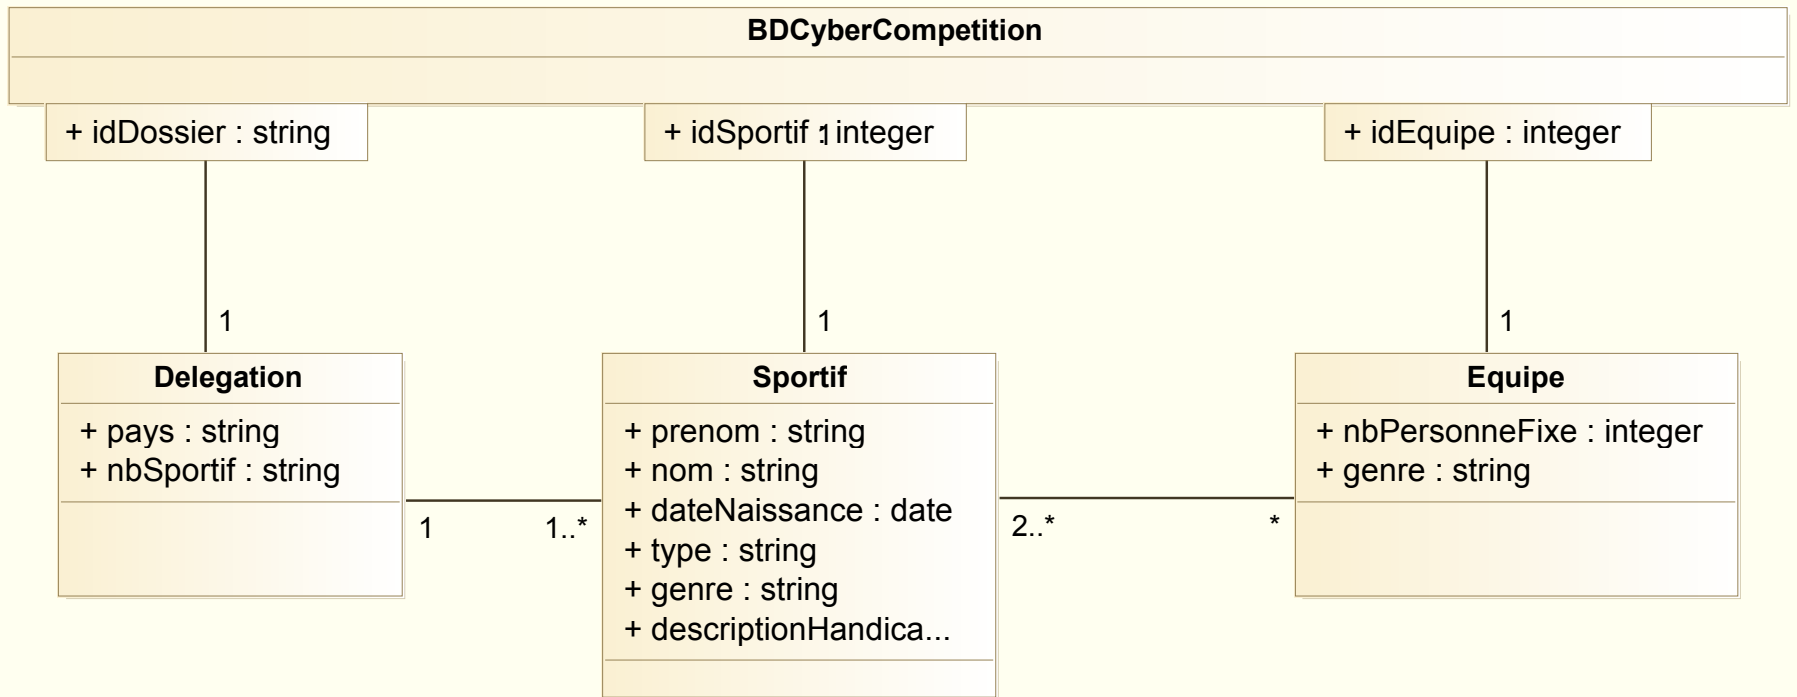 BDCyberCompetition
+ idDossier : string
+ idSportif : integer
1
+ idEquipe : integer
1
1
1
Delegation
+ pays : string
+ nbSportif : string
1
1..*
Sportif
+ prenom : string
+ nom : string
+ dateNaissance : date
+ type : string
+ genre : string
+ descriptionHandica...
2..*
*
Equipe
+ nbPersonneFixe : integer
+ genre : string